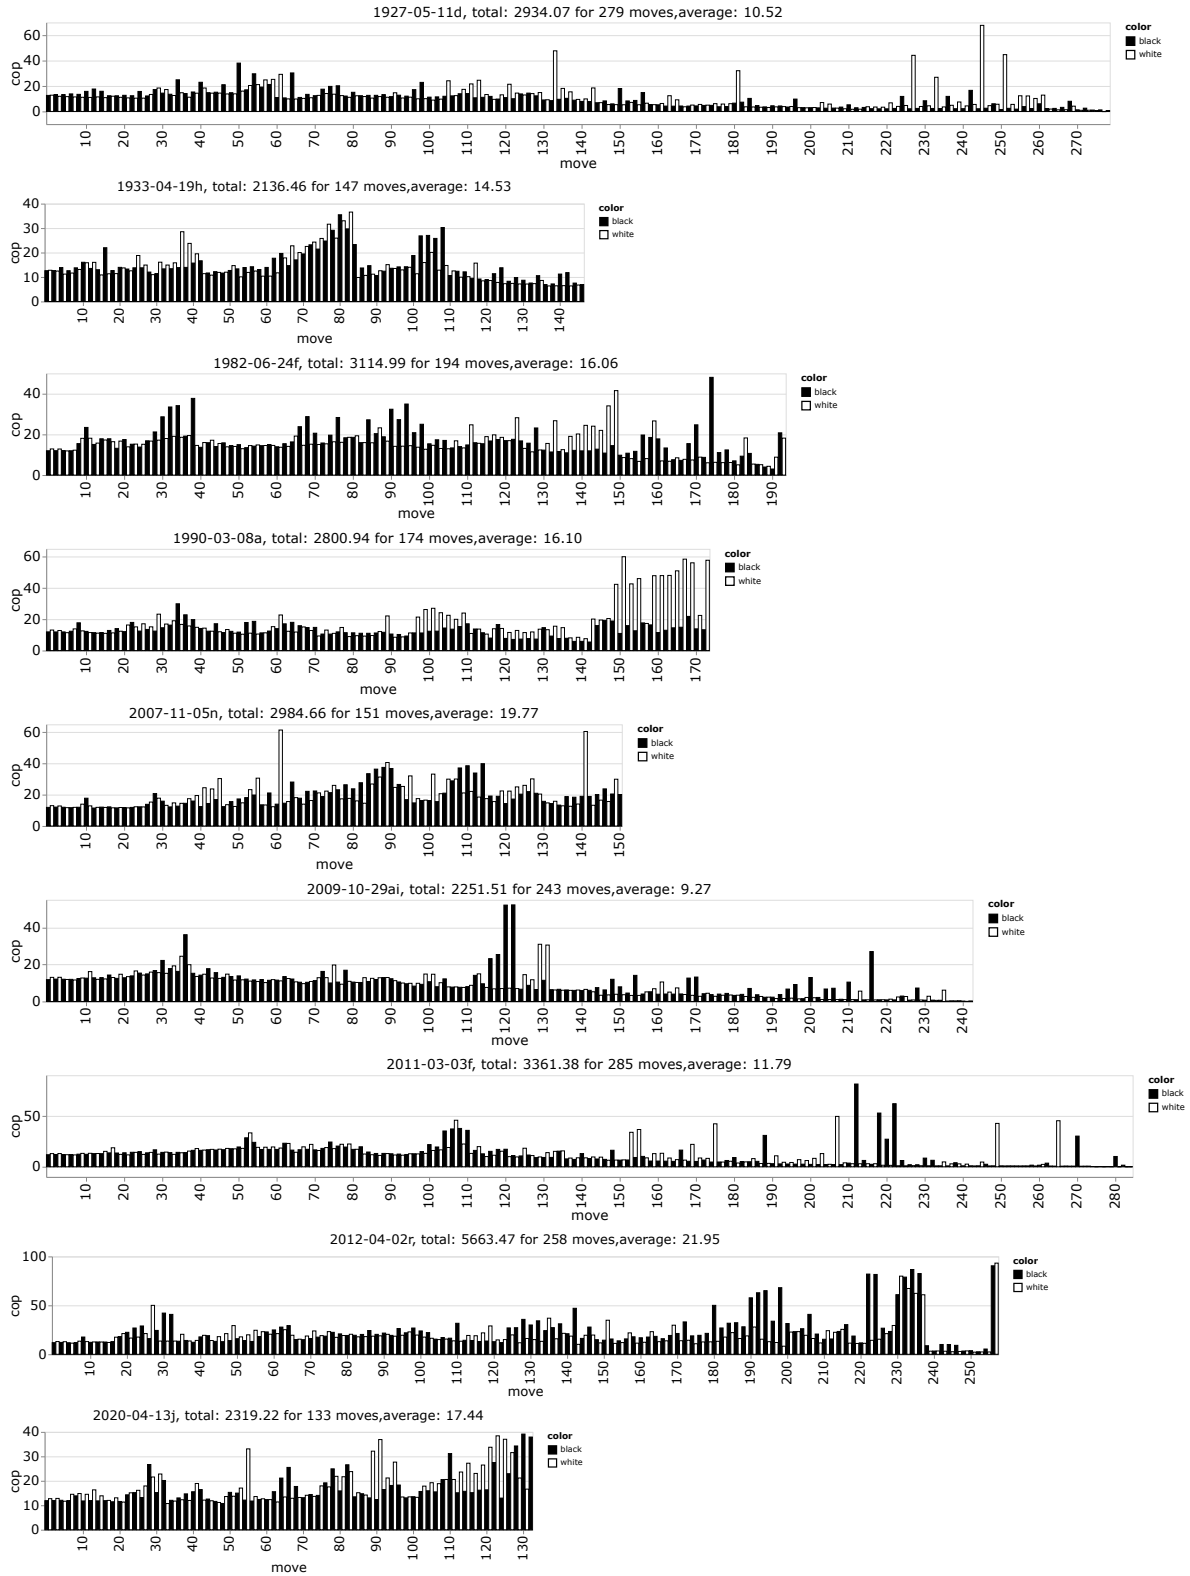 1927-05-11d, total: 2934.07 for 279 moves,average: 10.52
color
black
white
cop
60
40
20
0
10 20 30 40 50 60 70 80 90 100 110 120 130 140 150 160 170 180 190 200 210 220 230 240 250 260 270
move
1933-04-19h, total: 2136.46 for 147 moves,average: 14.53
color
black
white
cop
40
30
20
10
0
10 20 30 40 50 60 70 80 90 100 110 120 130 140
move
1982-06-24f, total: 3114.99 for 194 moves,average: 16.06
color
black
white
cop
40
20
0
10 20 30 40 50 60 70 80 90 100 110 120 130 140 150 160 170 180 190
move
1990-03-08a, total: 2800.94 for 174 moves,average: 16.10
color
black
white
cop
60
40
20
0
10 20 30 40 50 60 70 80 90 100 110 120 130 140 150 160 170
move
2007-11-05n, total: 2984.66 for 151 moves,average: 19.77
color
black
white
cop
60
40
20
0
10 20 30 40 50 60 70 80 90 100 110 120 130 140 150
move
2009-10-29ai, total: 2251.51 for 243 moves,average: 9.27
color
black
white
cop
40
20
0
10 20 30 40 50 60 70 80 90 100 110 120 130 140 150 160 170 180 190 200 210 220 230 240
move
2011-03-03f, total: 3361.38 for 285 moves,average: 11.79
color
black
white
cop
50
0
10 20 30 40 50 60 70 80 90 100 110 120 130 140 150 160 170 180 190 200 210 220 230 240 250 260 270 280
move
2012-04-02r, total: 5663.47 for 258 moves,average: 21.95
color
black
white
cop
100
50
0
10 20 30 40 50 60 70 80 90 100 110 120 130 140 150 160 170 180 190 200 210 220 230 240 250
move
2020-04-13j, total: 2319.22 for 133 moves,average: 17.44
color
black
white
cop
40
30
20
10
0
10 20 30 40 50 60 70 80 90 100 110 120 130
move